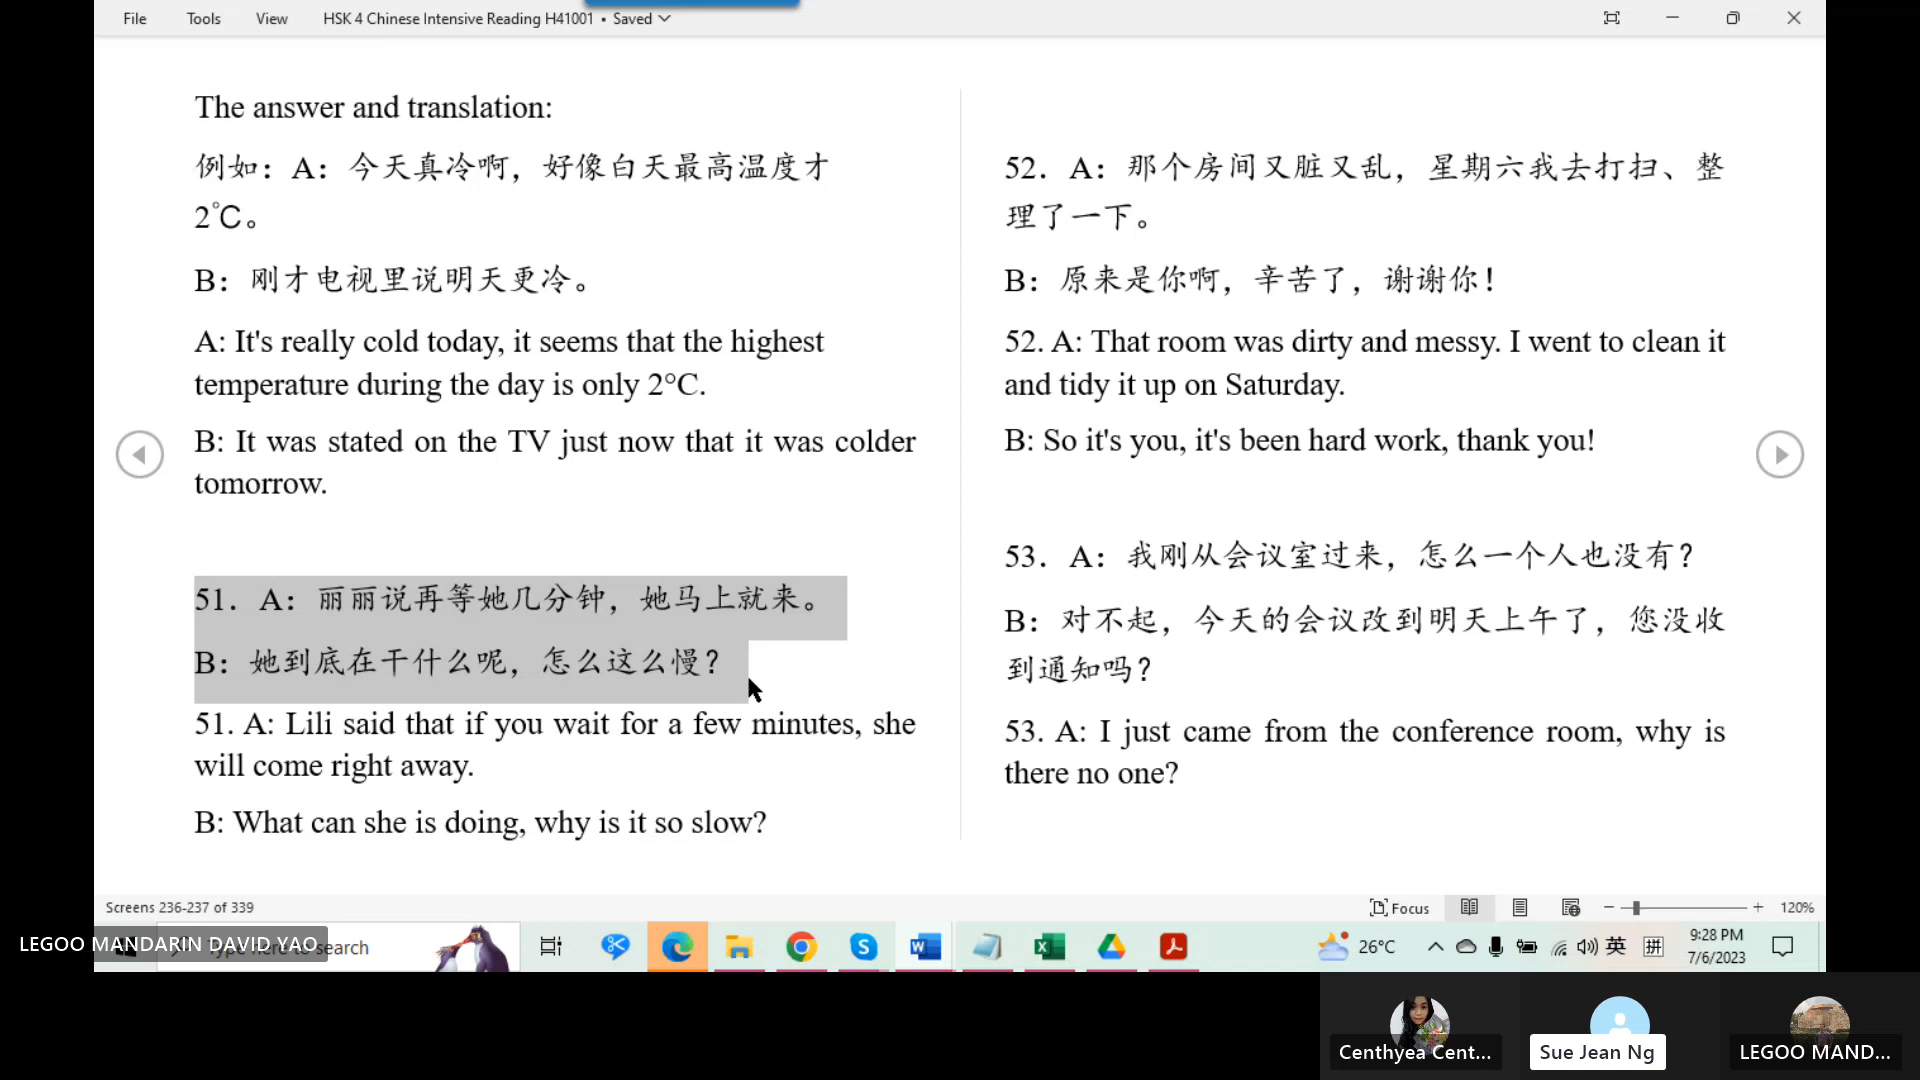 File Tools View HSK 4 Chinese Intensive Reading H41001 • Saved
The answer and translation:
例如：A：今天真冷啊，好像白天最高温度才
2℃。
B：刚才电视里说明天更冷。
A: It's really cold today, it seems that the highest
temperature during the day is only 2°C.
B: It was stated on the TV just now that it was colder
tomorrow.
51．A：丽丽说再等她几分钟，她马上就来。
B：她到底在干什么呢，怎么这么慢？
51. A: Lili said that if you wait for a few minutes, she
will come right away.
B: What can she is doing, why is it so slow?
52．A：那个房间又脏又乱，星期六我去打扫、整
理了一下。
B：原来是你啊，辛苦了，谢谢你！
52. A: That room was dirty and messy. I went to clean it
and tidy it up on Saturday.
B: So it's you, it's been hard work, thank you!
53．A：我刚从会议室过来，怎么一个人也没有？
B：对不起，今天的会议改到明天上午了，您没收
到通知吗？
53. A: I just came from the conference room, why is
there no one?
Screens 236-237 of 339
Focus
120%
LEGOO MANDARIN DAVID YAO
Type here to search
26°C
英
拼
9:28 PM
7/6/2023
Centhyea Cent...
Sue Jean Ng
LEGOO MAND...